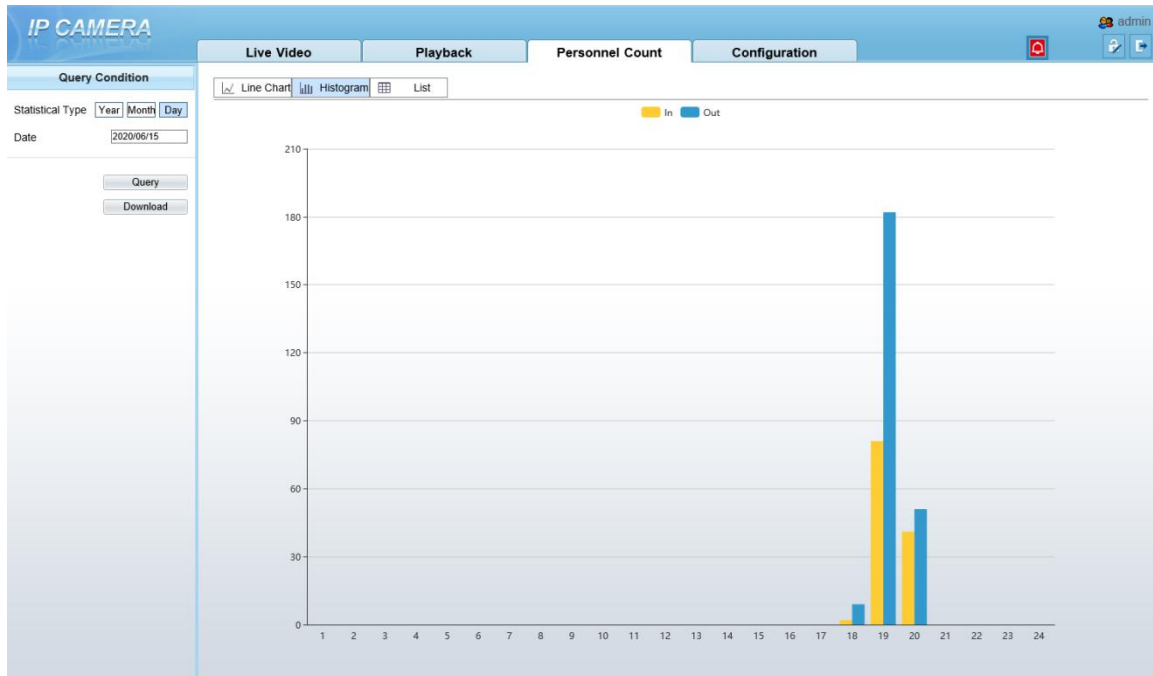 IP CAMERA
admin
Live Video Playback Personnel Count Configuration
Query Condition
Statistical Type Year Month Day
Date 2020/06/15
Query
Download
Line Chart Histogram List
In Out
210
180
150
120
90
60
30
0
1 2 3 4 5 6 7 8 9 10 11 12 13 14 15 16 17 18 19 20 21 22 23 24